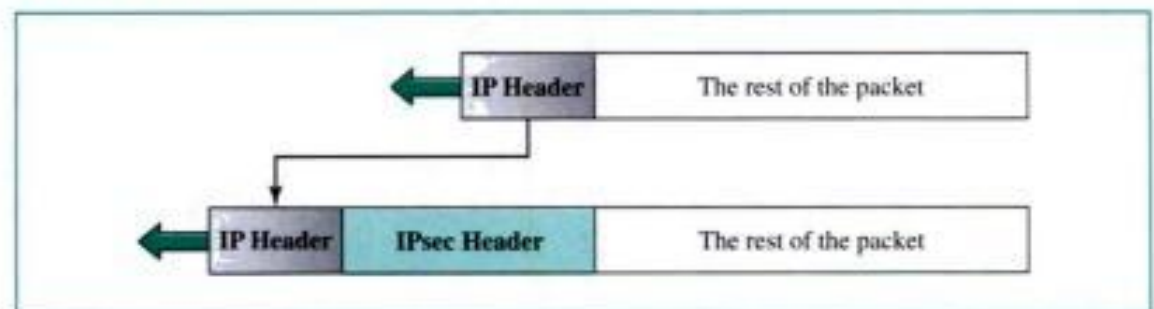 IP Header The rest of the packet
IP Header IPsec Header The rest of the packet